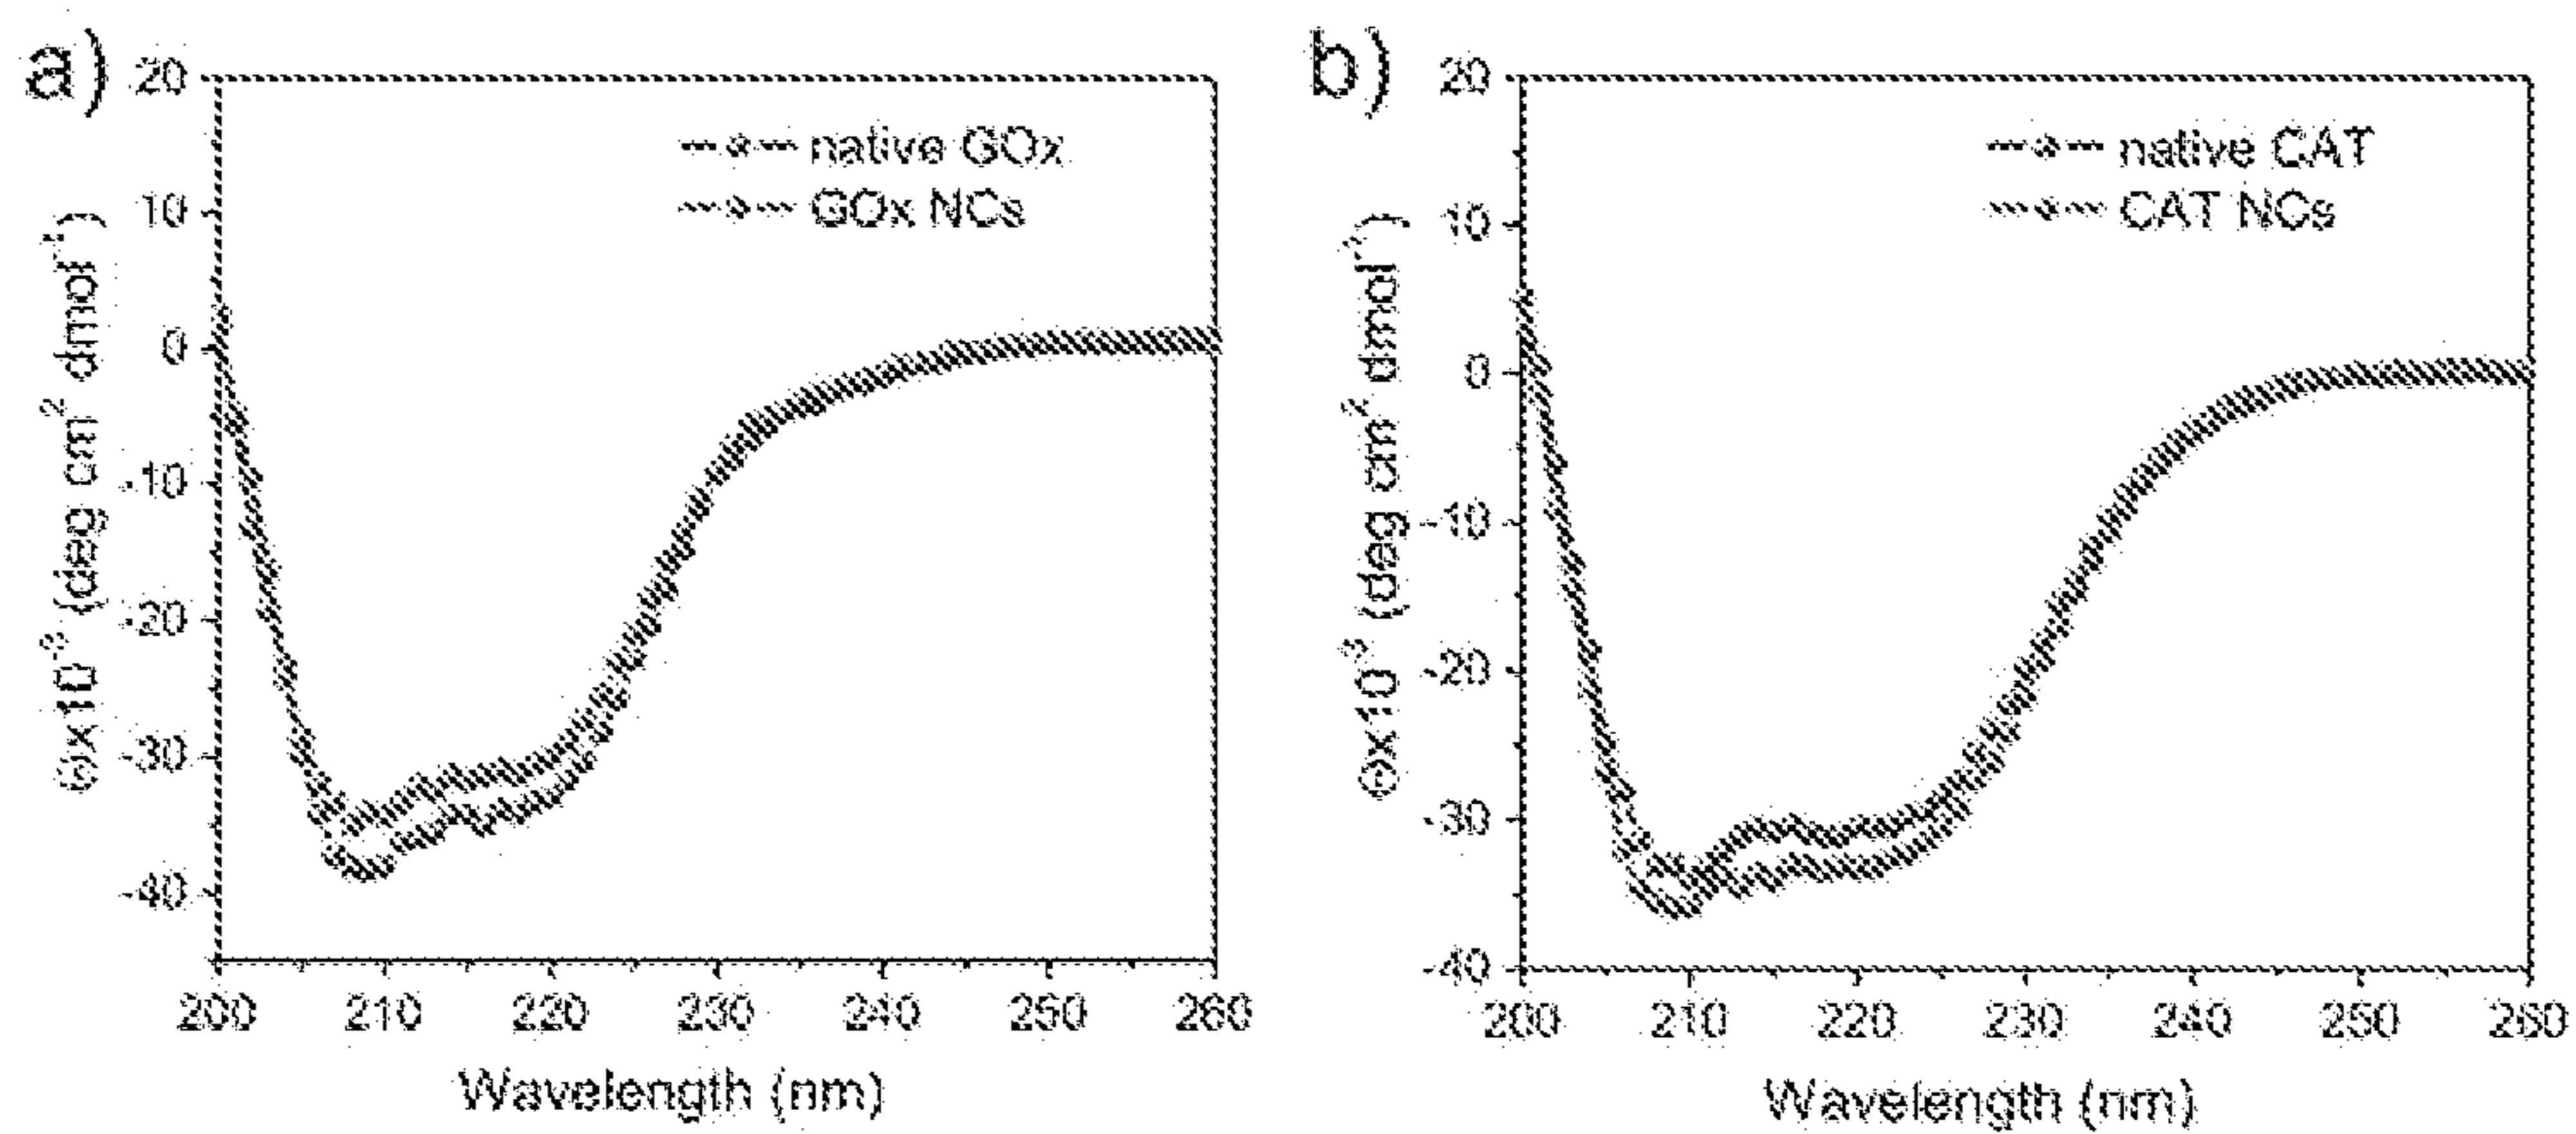 a)
20
10
0
-10
-20
-30
-40
200 210 220 230 240 250 260
Wavelength (nm)
Θx10⁻³ (deg cm² dmol⁻¹)
native GOx
GOx NCs
b)
20
10
0
-10
-20
-30
-40
200 210 220 230 240 250 260
Wavelength (nm)
Θx10⁻³ (deg cm² dmol⁻¹)
native CAT
CAT NCs